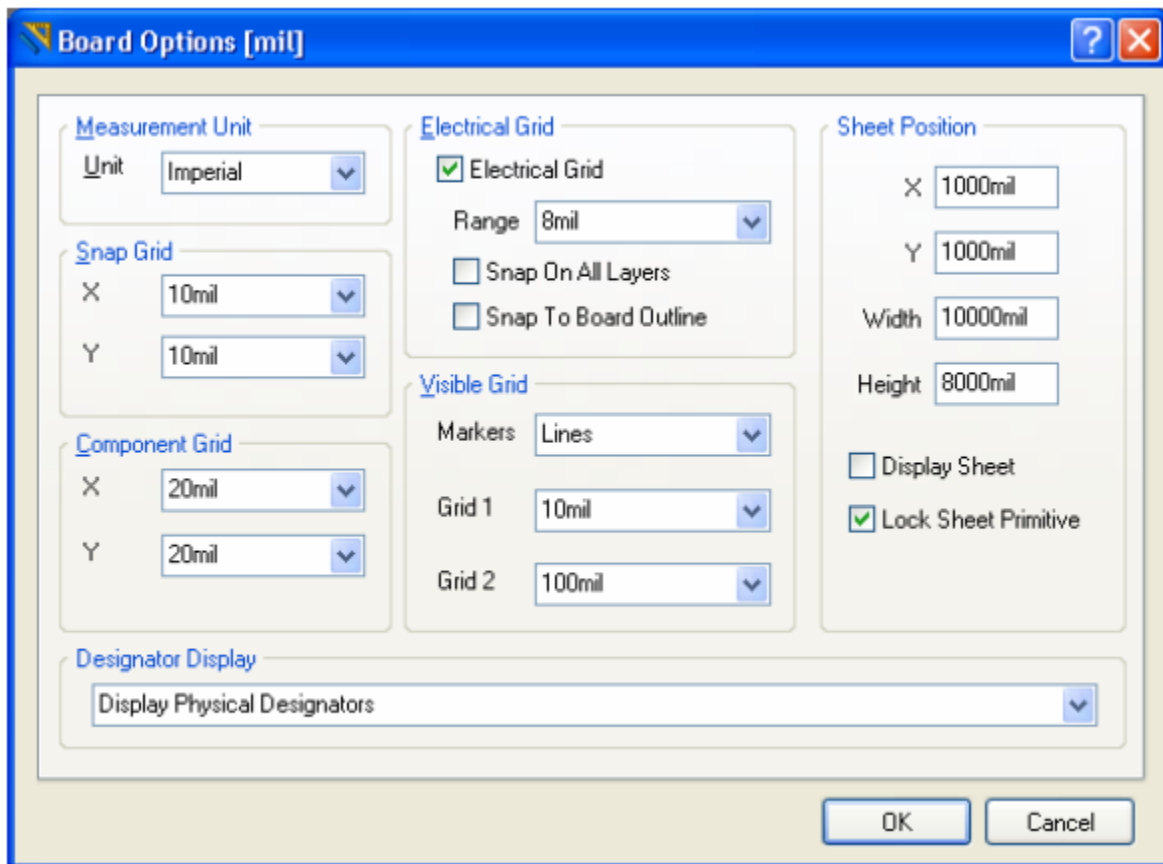 Board Options [mil]
Measurement Unit
Unit Imperial
Snap Grid
X 10mil
Y 10mil
Component Grid
X 20mil
Y 20mil
Electrical Grid
Electrical Grid
Range 8mil
Snap On All Layers
Snap To Board Outline
Visible Grid
Markers Lines
Grid 1 10mil
Grid 2 100mil
Sheet Position
X 1000mil
Y 1000mil
Width 10000mil
Height 8000mil
Display Sheet
Lock Sheet Primitive
Designator Display
Display Physical Designators
OK Cancel